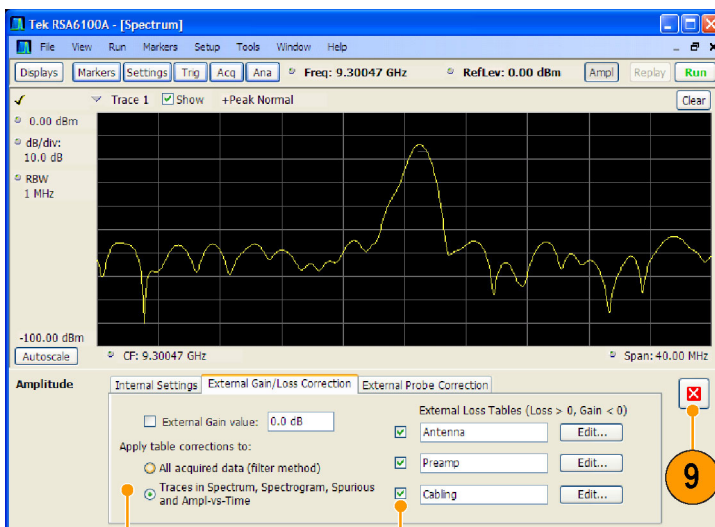 Tek RSA6100A - [Spectrum]
File View Run Markers Setup Tools Window Help
Displays Markers Settings Trig Acq Ana Freq: 9.30047 GHz RefLev: 0.00 dBm Ampl Replay Run
Trace 1 Show +Peak Normal Clear
0.00 dBm
dB/div:
10.0 dB
RBW
1 MHz
-100.00 dBm
Autoscale CF: 9.30047 GHz Span: 40.00 MHz
Amplitude Internal Settings External Gain/Loss Correction External Probe Correction
External Loss Tables (Loss > 0, Gain < 0)
External Gain value: 0.0 dB
Antenna Edit...
Apply table corrections to:
All acquired data (filter method)
Preamp Edit...
Traces in Spectrum, Spectrogram, Spurious
and Ampl-vs-Time
Cabling Edit...
9